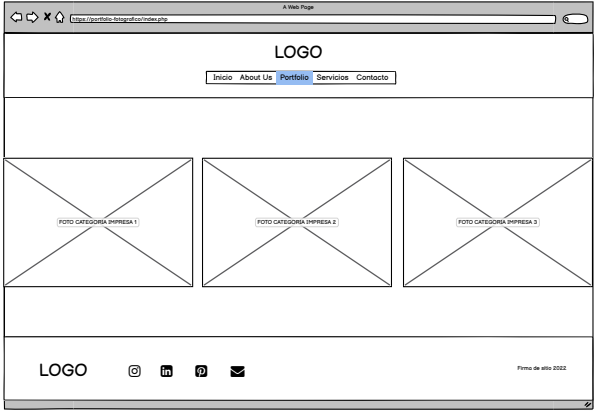 A Web Page
https://portfolio-fotografico/index.php
LOGO
Inicio About Us Portfolio Servicios Contacto
FOTO CATEGORIA IMPRESA 1
FOTO CATEGORIA IMPRESA 2
FOTO CATEGORIA IMPRESA 3
LOGO
Firma de sitio 2022